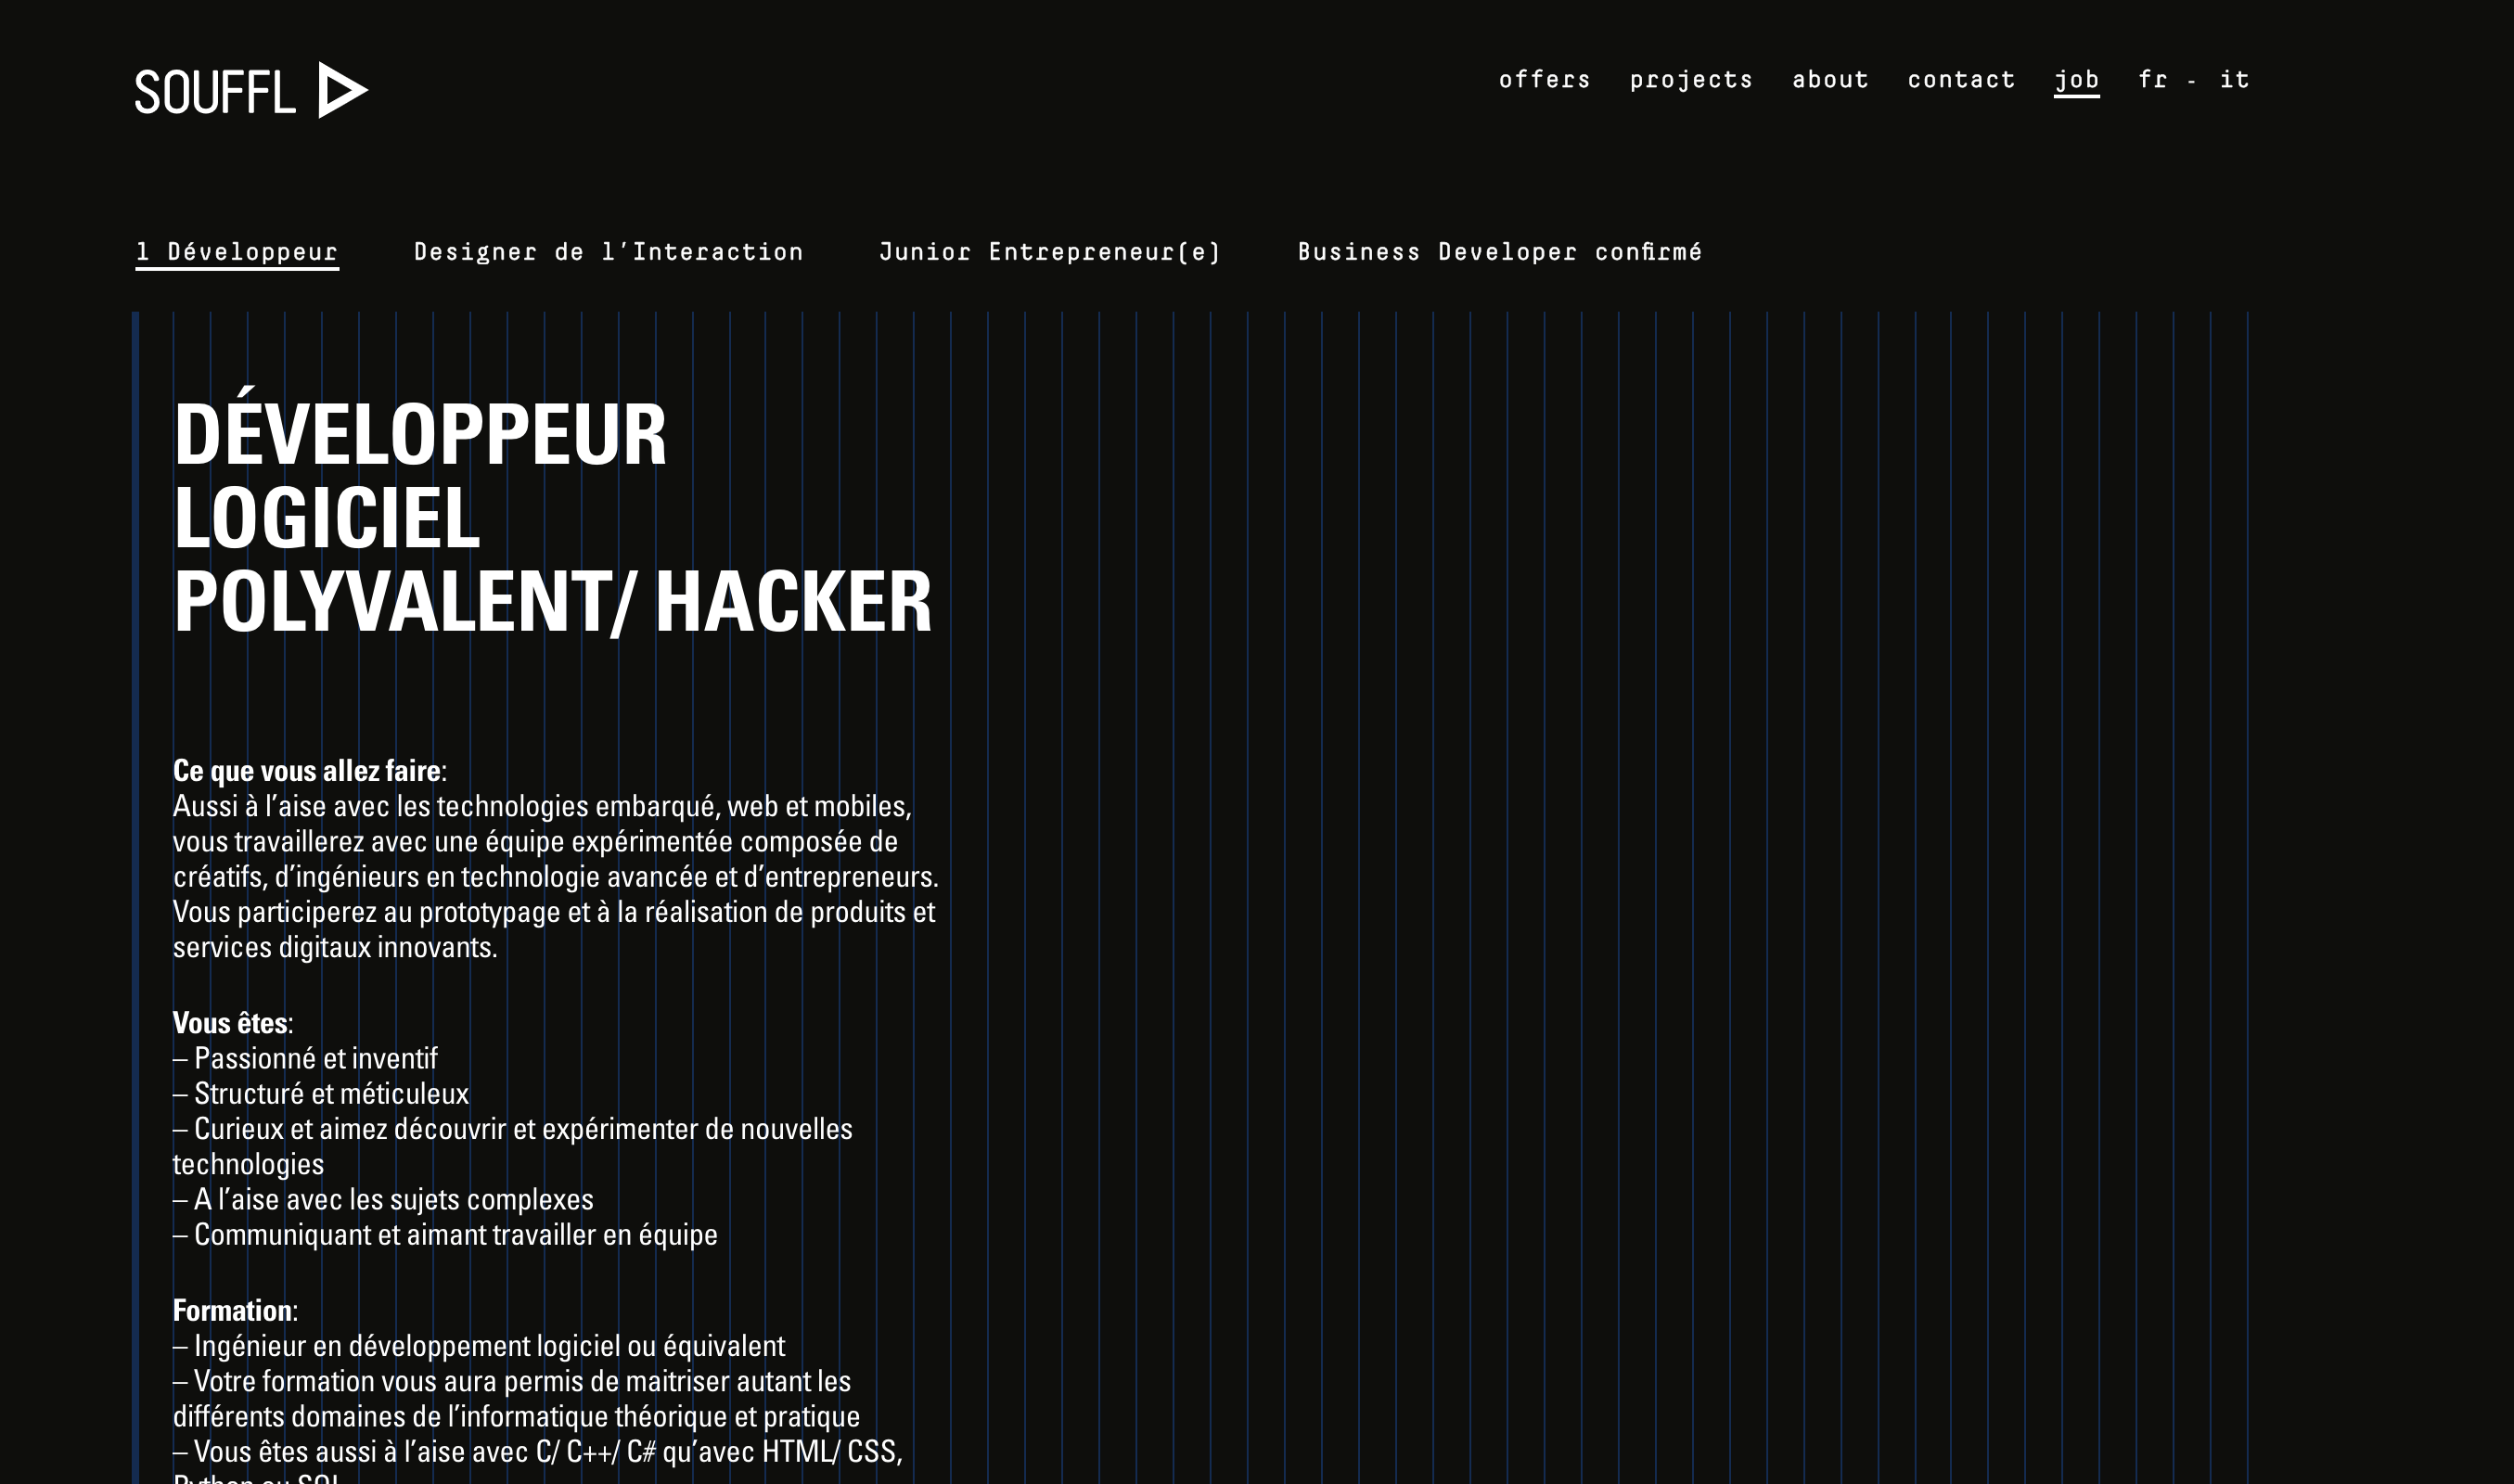 SOUFFL
offers projects about contact job fr - it
1 Développeur Designer de l'Interaction Junior Entrepreneur(e) Business Developer confirmé
DÉVELOPPEUR
LOGICIEL
POLYVALENT/ HACKER
Ce que vous allez faire:
Aussi à l’aise avec les technologies embarqué, web et mobiles,
vous travaillerez avec une équipe expérimentée composée de
créatifs, d’ingénieurs en technologie avancée et d’entrepreneurs.
Vous participerez au prototypage et à la réalisation de produits et
services digitaux innovants.
Vous êtes:
– Passionné et inventif
– Structuré et méticuleux
– Curieux et aimez découvrir et expérimenter de nouvelles
technologies
– A l’aise avec les sujets complexes
– Communiquant et aimant travailler en équipe
Formation:
– Ingénieur en développement logiciel ou équivalent
– Votre formation vous aura permis de maitriser autant les
différents domaines de l’informatique théorique et pratique
– Vous êtes aussi à l’aise avec C/ C++/ C# qu’avec HTML/ CSS,
Python ou SQL